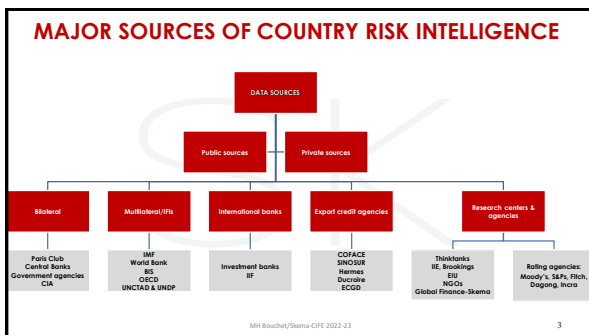 MAJOR SOURCES OF COUNTRY RISK INTELLIGENCE
DATA SOURCES
Public sources
Private sources
Bilateral
Multilateral/IFIs
International banks
Export credit agencies
Research centers &
agencies
Paris Club
Central Banks
Government agencies
CIA
IMF
World Bank
BIS
OECD
UNCTAD & UNDP
Investment banks
IIF
COFACE
SINOSUR
Hermes
Ducroire
ECGD
Thinktanks
IIE, Brookings
EIU
NGOs
Global Finance-Skema
Rating agencies:
Moody's, S&Ps, Fitch,
Dagong, Incra
MH Bouchet/Skema-CIFE 2022-23
3